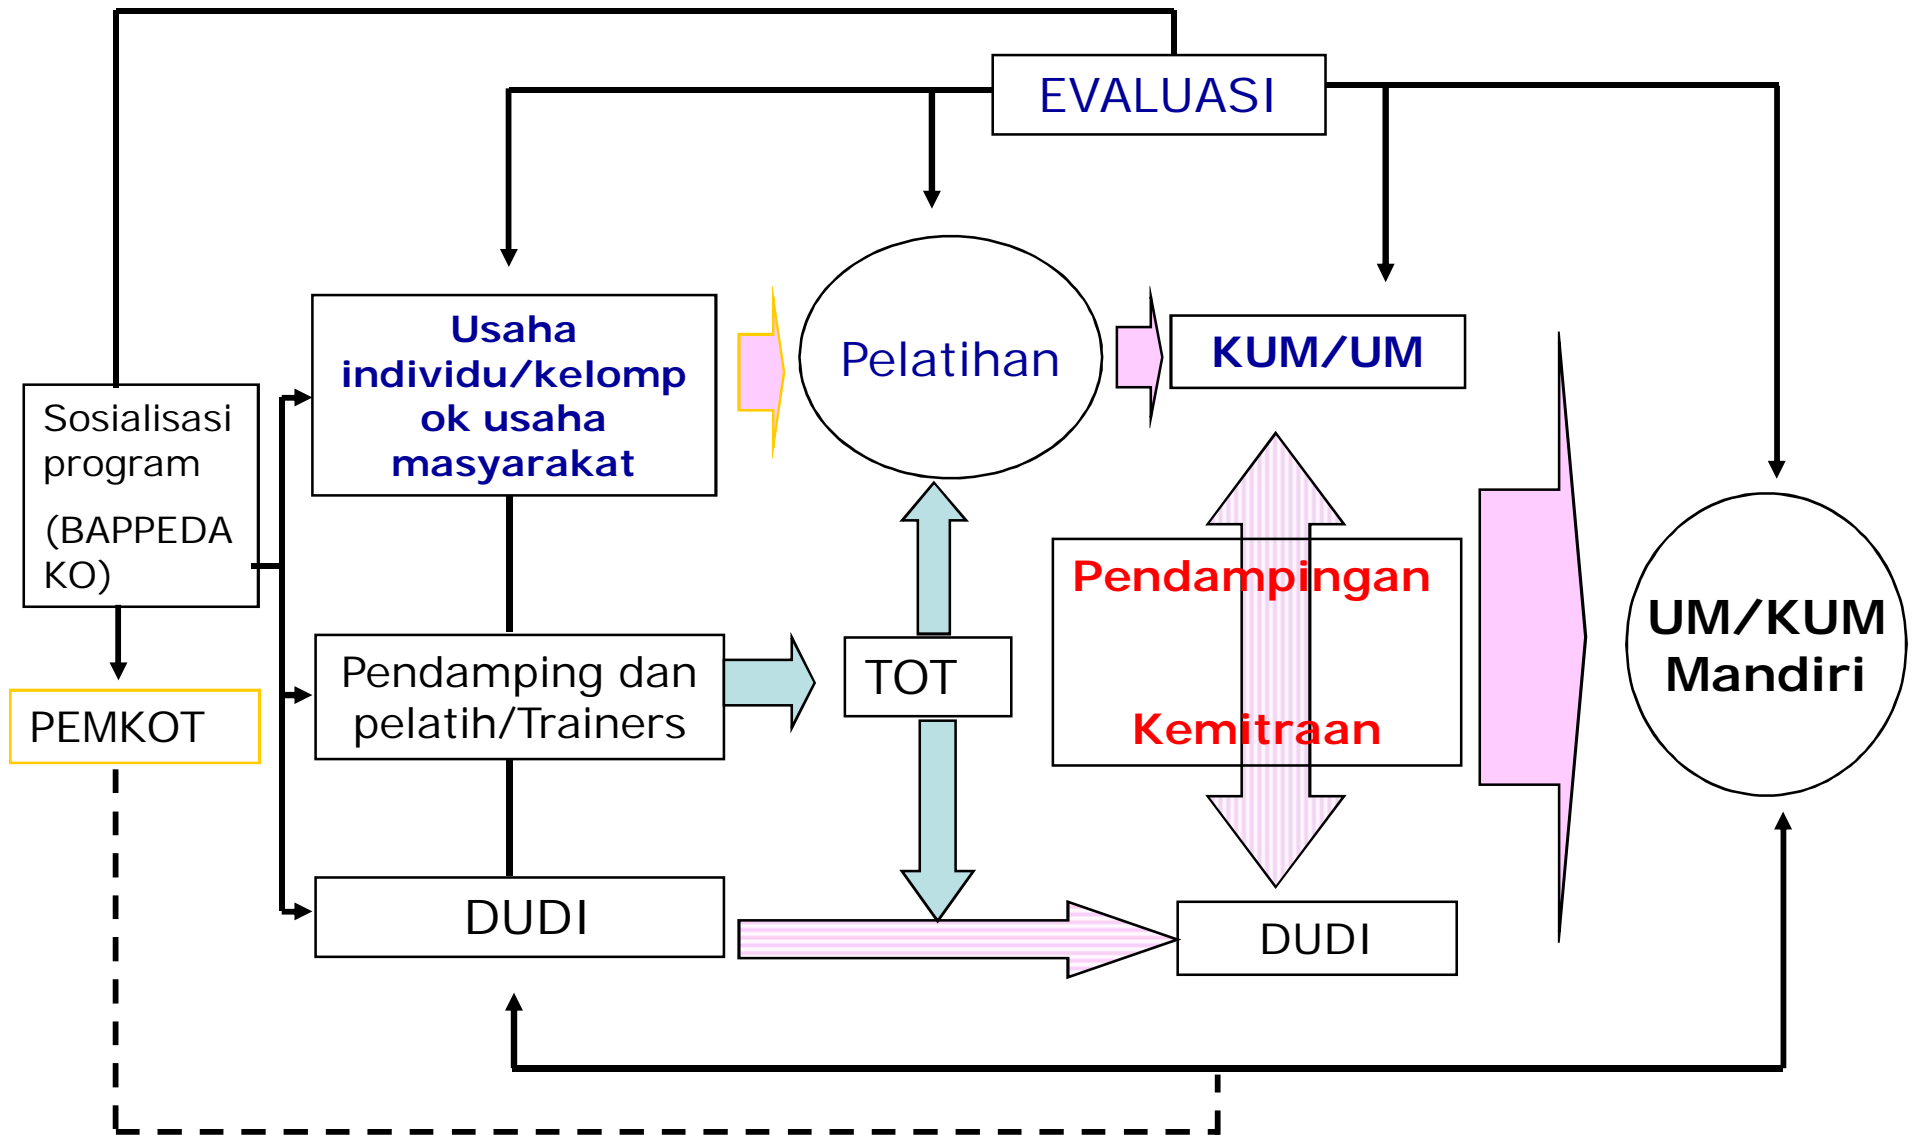 EVALUASI
Usaha
individu/kelomp
ok usaha
masyarakat
Pelatihan
KUM/UM
Sosialisasi
program
(BAPPEDA
KO)
Pendampingan
Kemitraan
UM/KUM
Mandiri
Pendamping dan
pelatih/Trainers
TOT
PEMKOT
DUDI
DUDI